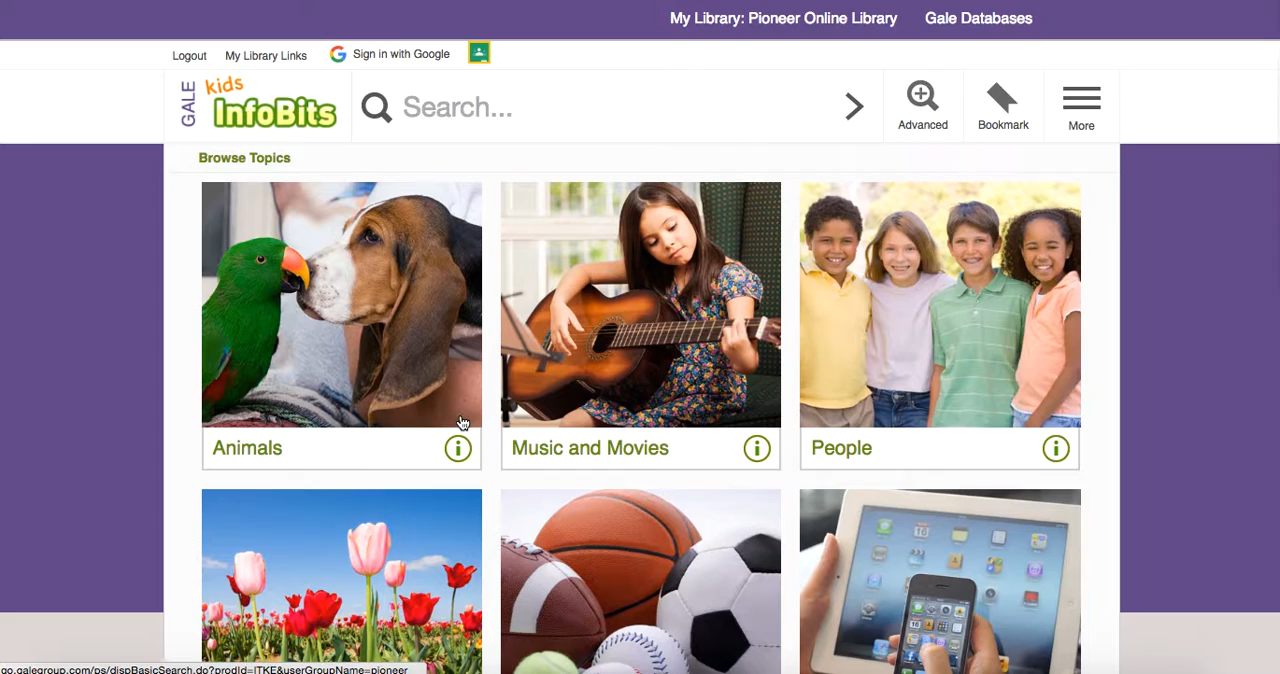 My Library: Pioneer Online Library Gale Databases
Logout My Library Links Sign in with Google
GALE kids InfoBits Search... Advanced Bookmark More
Browse Topics
Animals Music and Movies People
go.galegroup.com/ps/dispBasicSearch.do?prodId=ITKE&userGroupName=pioneer